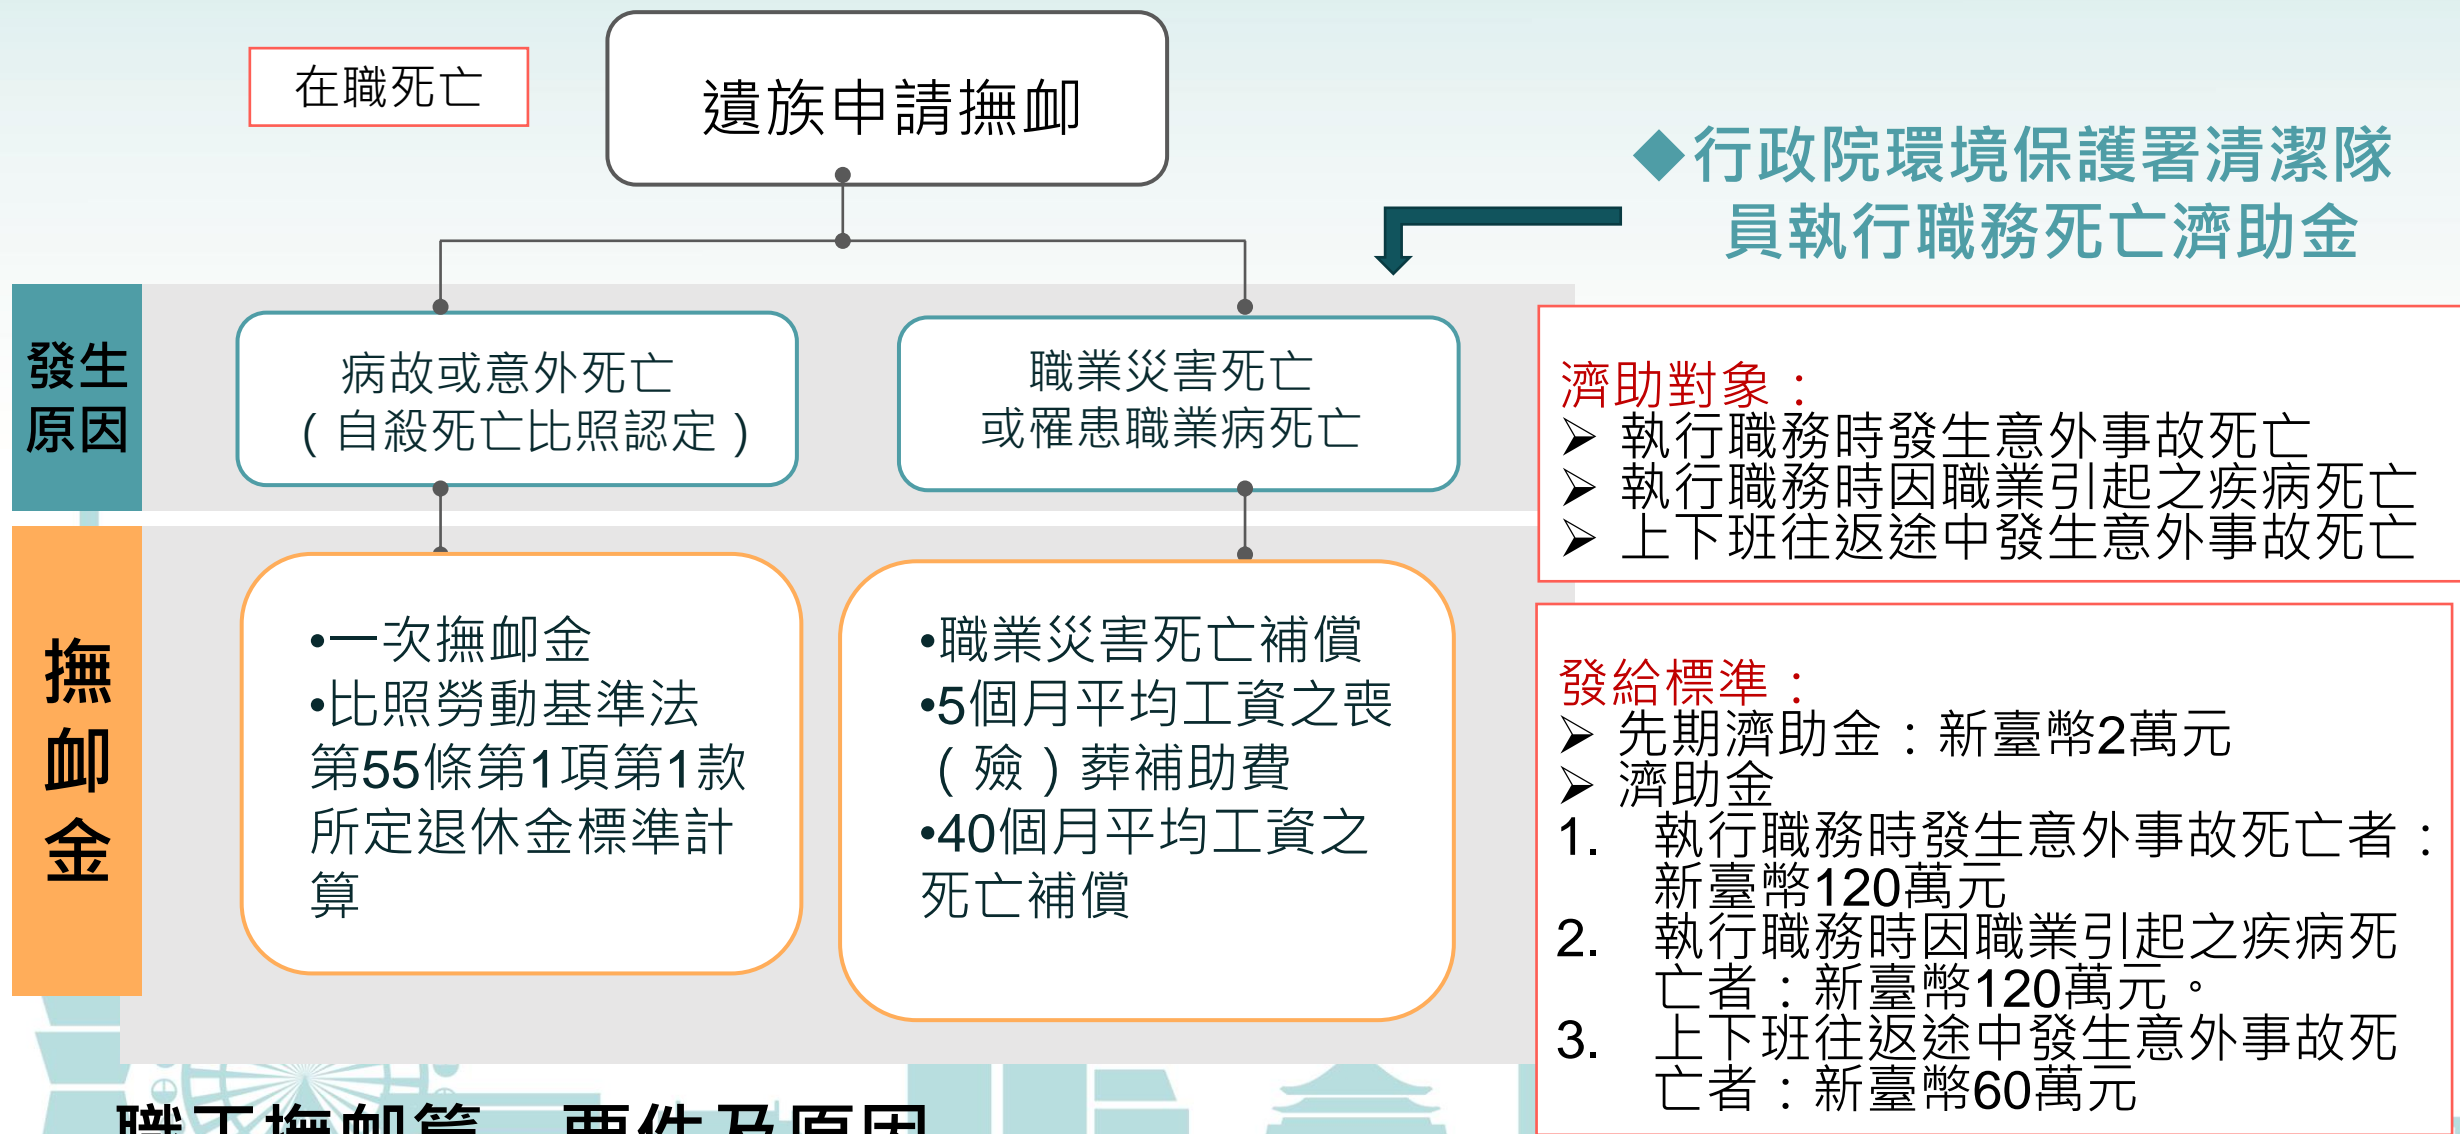 在職死亡
遺族申請撫卹
◆行政院環境保護署清潔隊
員執行職務死亡濟助金
發生
原因
病故或意外死亡
（自殺死亡比照認定）
職業災害死亡
或罹患職業病死亡
濟助對象：
➢ 執行職務時發生意外事故死亡
➢ 執行職務時因職業引起之疾病死亡
➢ 上下班往返途中發生意外事故死亡
撫
卹
金
•一次撫卹金
•比照勞動基準法
第55條第1項第1款
所定退休金標準計
算
•職業災害死亡補償
•5個月平均工資之喪
（殮）葬補助費
•40個月平均工資之
死亡補償
發給標準：
➢ 先期濟助金：新臺幣2萬元
➢ 濟助金
1. 執行職務時發生意外事故死亡者：
新臺幣120萬元
2. 執行職務時因職業引起之疾病死
亡者：新臺幣120萬元。
3. 上下班往返途中發生意外事故死
亡者：新臺幣60萬元
職工撫卹篇 要件及原因